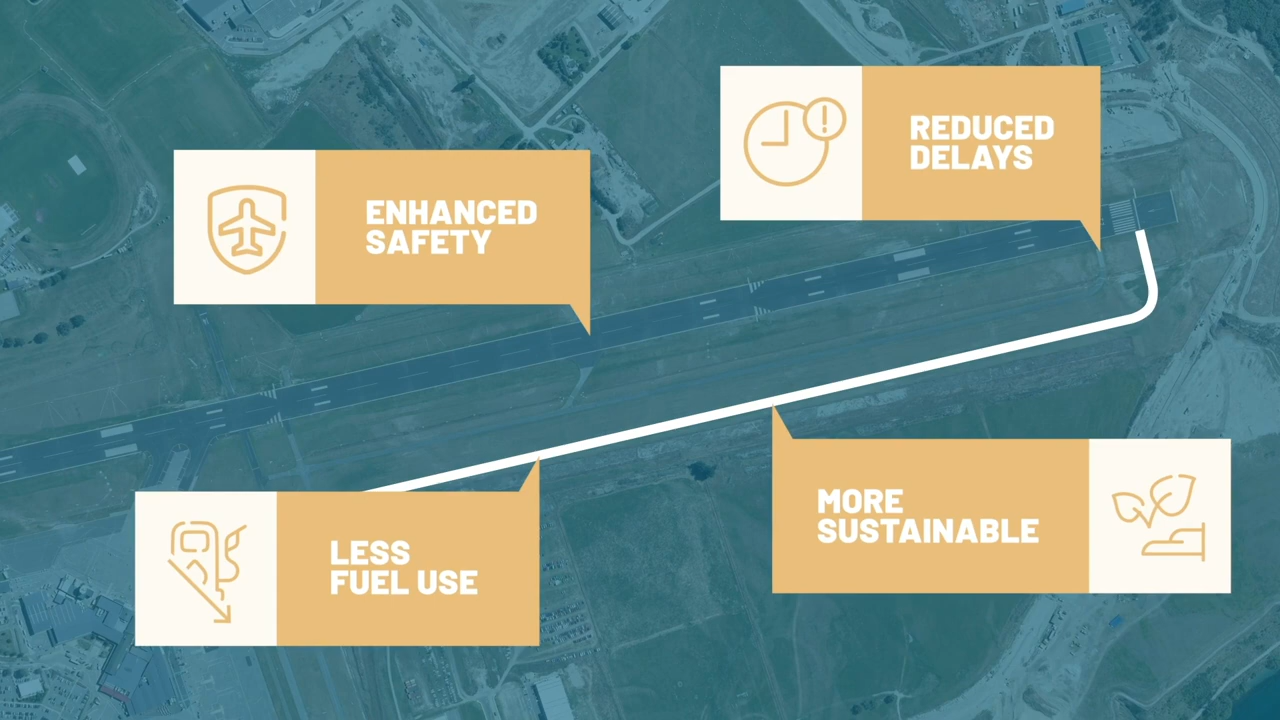 REDUCED
DELAYS
ENHANCED
SAFETY
MORE
SUSTAINABLE
LESS
FUEL USE